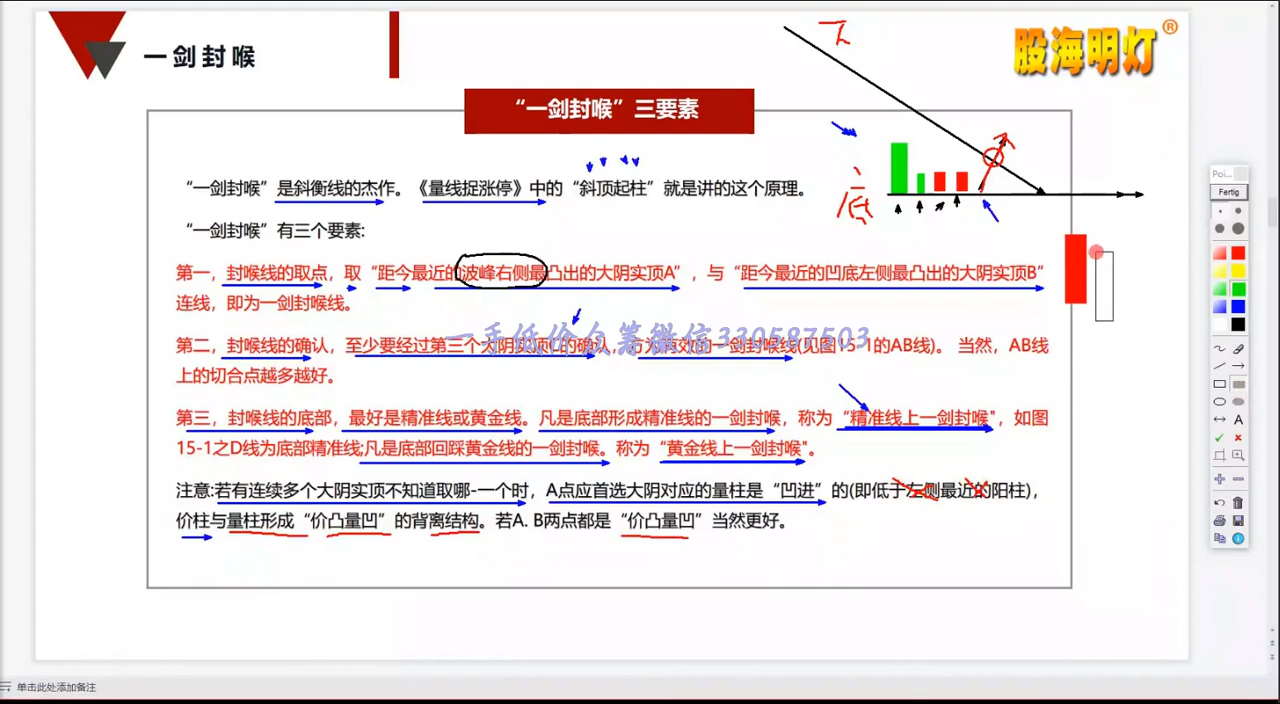 一剑封喉
股海明灯®
“一剑封喉”三要素
“一剑封喉”是斜衡线的杰作。《量线捉涨停》中的“斜顶起柱”就是讲的这个原理。
“一剑封喉”有三个要素:
第一，封喉线的取点，取“距今最近的波峰右侧最凸出的大阴实顶A”，与“距今最近的凹底左侧最凸出的大阴实顶B”
连线，即为一剑封喉线。
第二，封喉线的确认，至少要经过第三个大阴实顶C的确认，方为有效的一剑封喉线(见图15-1的AB线)。当然，AB线
上的切合点越多越好。
一手低价众筹微信330587503
第三，封喉线的底部，最好是精准线或黄金线。凡是底部形成精准线的一剑封喉，称为“精准线上一剑封喉"，如图
15-1之D线为底部精准线;凡是底部回踩黄金线的一剑封喉。称为“黄金线上一剑封喉"。
注意:若有连续多个大阴实顶不知道取哪-一个时，A点应首选大阴对应的量柱是“凹进”的(即低于左侧最近的阳柱)，
价柱与量柱形成“价凸量凹”的背离结构。若A. B两点都是“价凸量凹”当然更好。
底
Poi...
Fertig
A
单击此处添加备注